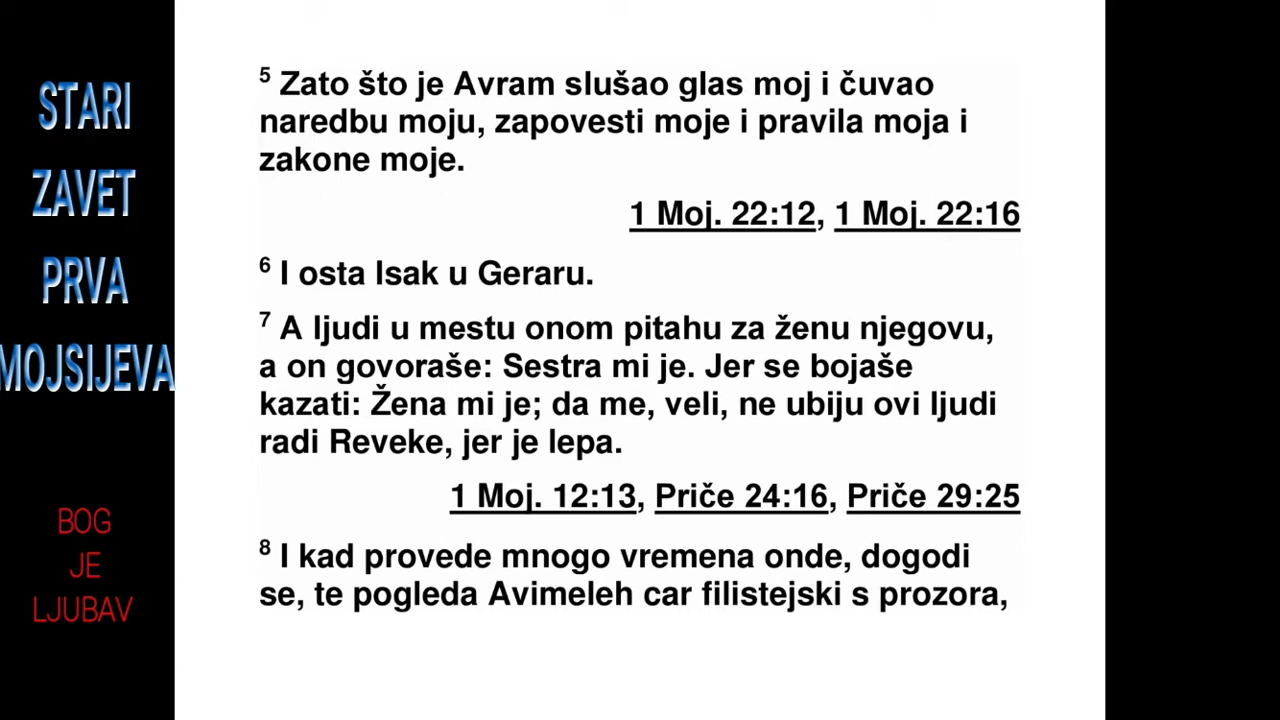 STARI
ZAVET
PRVA
MOJSIJEVA
BOG
JE
LJUBAV
5 Zato što je Avram slušao glas moj i čuvao
naredbu moju, zapovesti moje i pravila moja i
zakone moje.
1 Moj. 22:12, 1 Moj. 22:16
6 I osta Isak u Geraru.
7 A ljudi u mestu onom pitahu za ženu njegovu,
a on govoraše: Sestra mi je. Jer se bojaše
kazati: Žena mi je; da me, veli, ne ubiju ovi ljudi
radi Reveke, jer je lepa.
1 Moj. 12:13, Priče 24:16, Priče 29:25
8 I kad provede mnogo vremena onde, dogodi
se, te pogleda Avimeleh car filistejski s prozora,